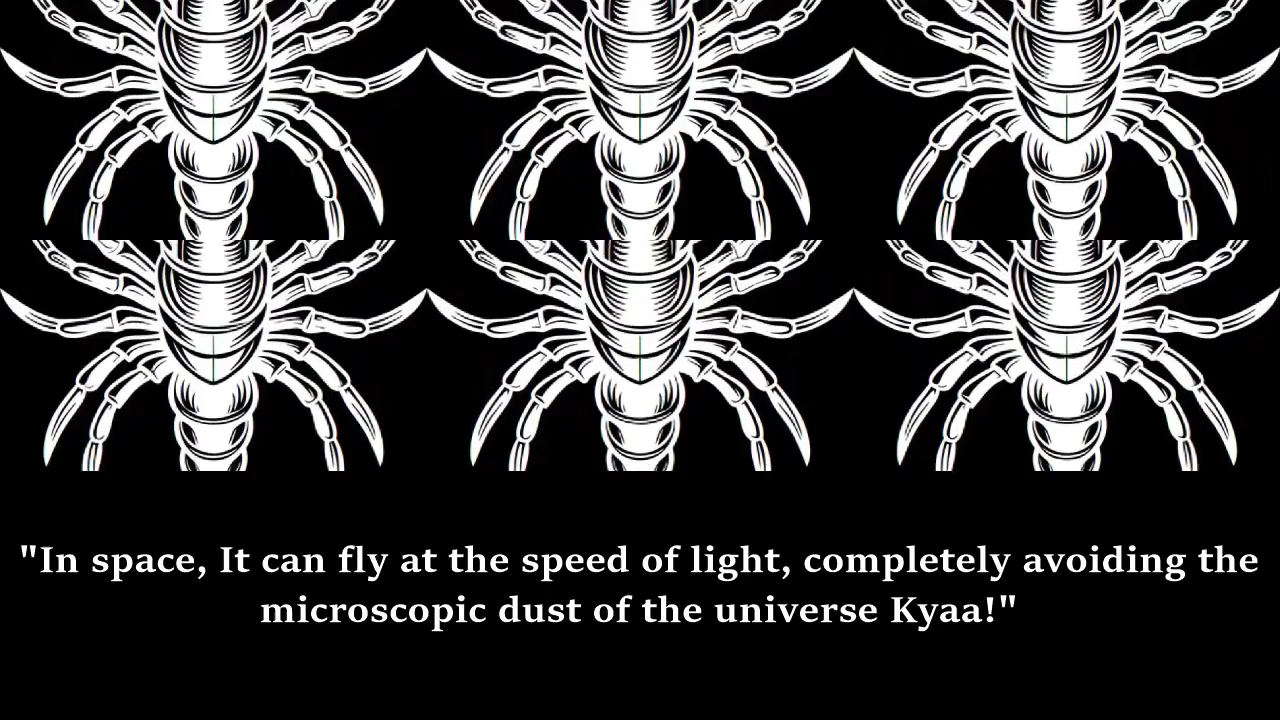 "In space, It can fly at the speed of light, completely avoiding the
microscopic dust of the universe Kyaa!"